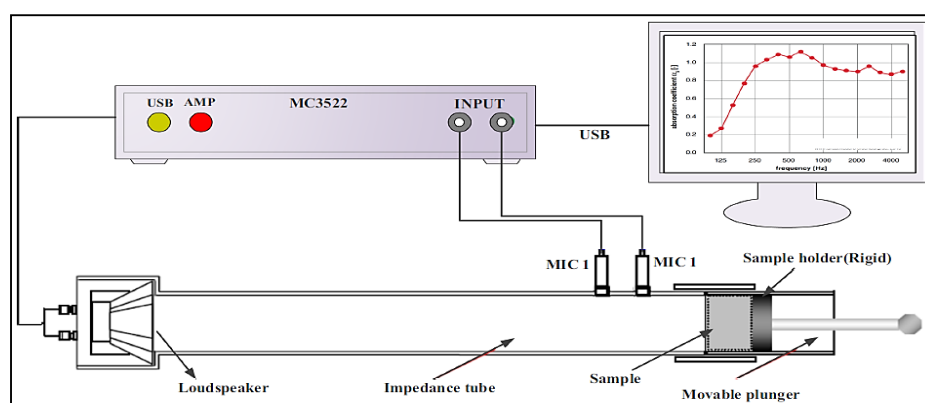 USB AMP MC3522 INPUT
USB
1.2
1.0
0.8
0.6
0.4
0.2
0.0
125 250 500 1000 2000 4000
frequency [Hz]
MIC 1
MIC 1
Sample holder(Rigid)
Loudspeaker
Impedance tube
Sample
Movable plunger